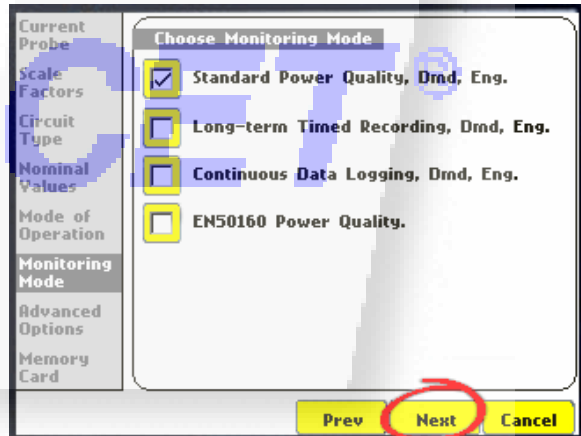 Current
Probe
Scale
Factors
Circuit
Type
Nominal
Values
Mode of
Operation
Monitoring
Mode
Advanced
Options
Memory
Card
Choose Monitoring Mode
Standard Power Quality, Dmd, Eng.
Long-term Timed Recording, Dmd, Eng.
Continuous Data Logging, Dmd, Eng.
EN50160 Power Quality.
Prev
Next
Cancel
CET®